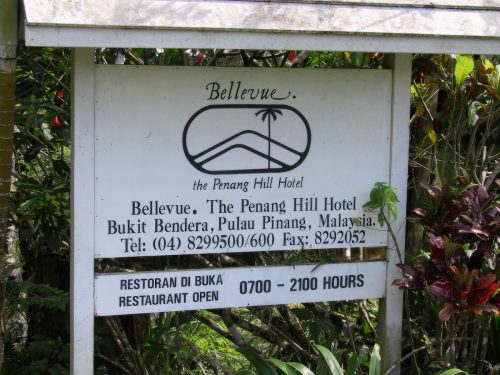 Bellevue.
the Penang Hill Hotel
Bellevue. The Penang Hill Hotel
Bukit Bendera, Pulau Pinang, Malaysia.
Tel: (04) 8299500/600 Fax: 8292052
RESTORAN DI BUKA
RESTAURANT OPEN 0700 - 2100 HOURS